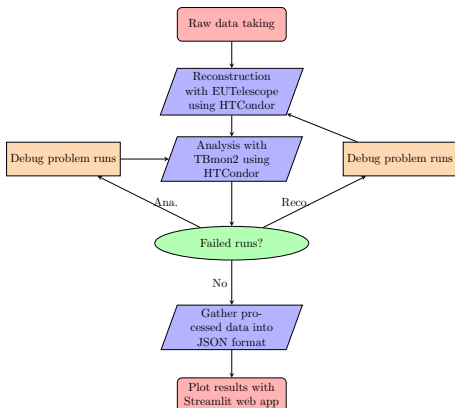 Raw data taking
Reconstruction
with EUTelescope
using HTCondor
Analysis with
TBmon2 using
HTCondor
Debug problem runs
Debug problem runs
Ana.
Reco.
Failed runs?
No
Gather pro-
cessed data into
JSON format
Plot results with
Streamlit web app